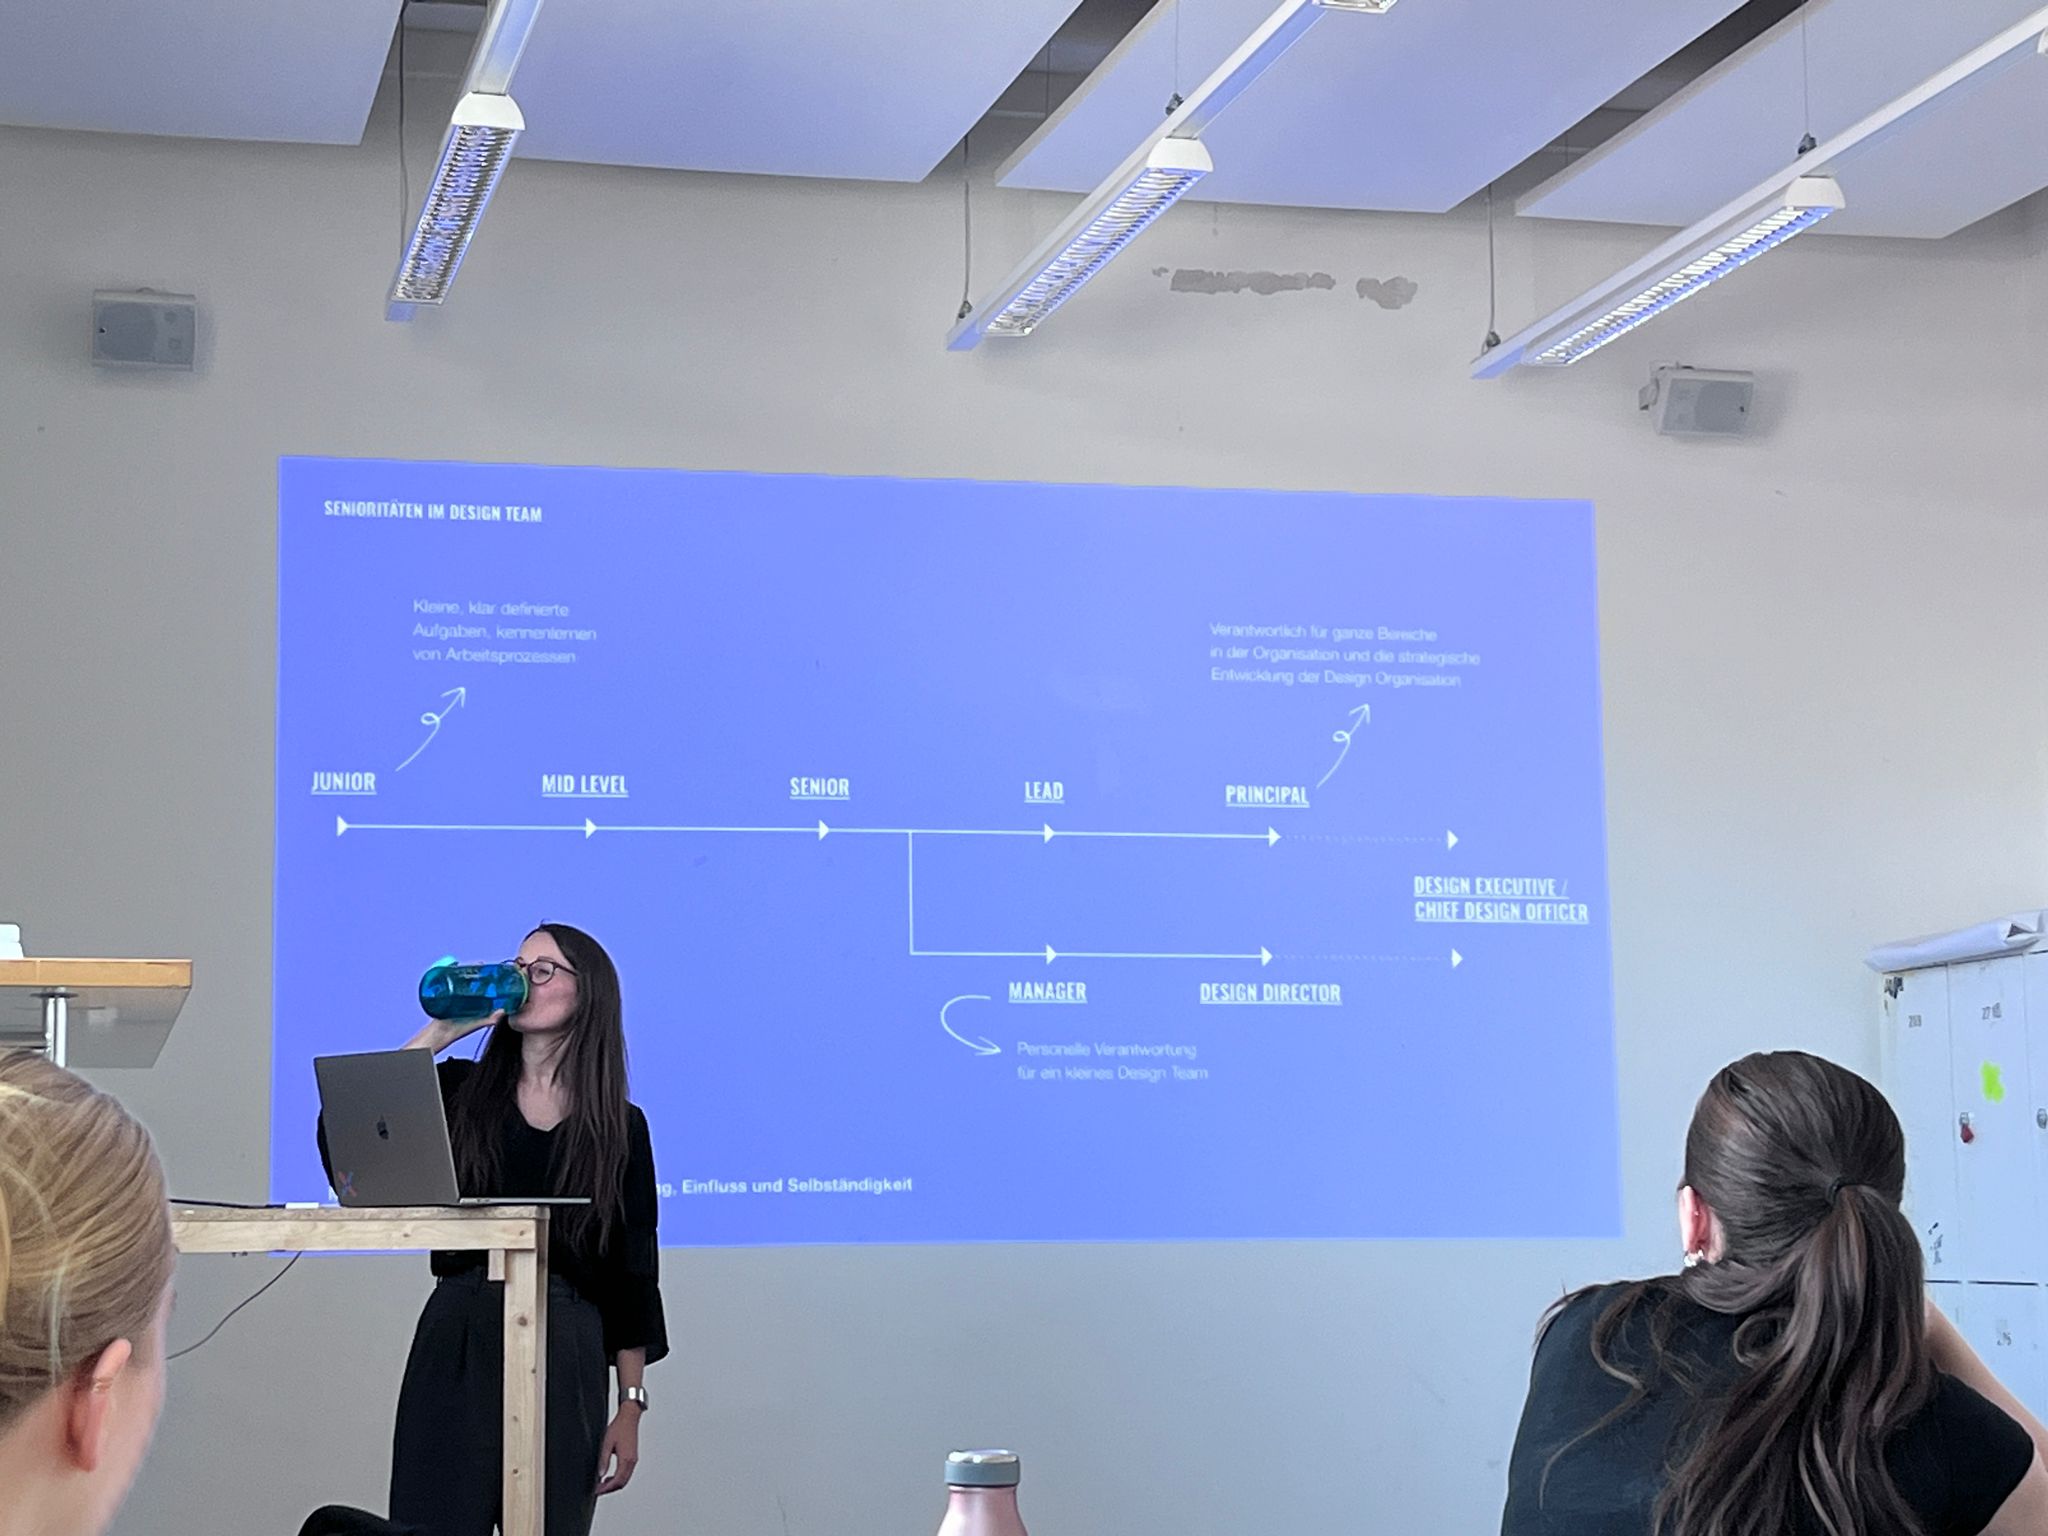 SENIORITÄTEN IM DESIGN TEAM
Kleine, klar definierte
Aufgaben, kennenlernen
von Arbeitsprozessen
Verantwortlich für ganze Bereiche
in der Organisation und die strategische
Entwicklung der Design Organisation
JUNIOR
MID LEVEL
SENIOR
LEAD
PRINCIPAL
DESIGN EXECUTIVE /
CHIEF DESIGN OFFICER
MANAGER
DESIGN DIRECTOR
Personelle Verantwortung
für ein kleines Design Team
Einfluss und Selbständigkeit